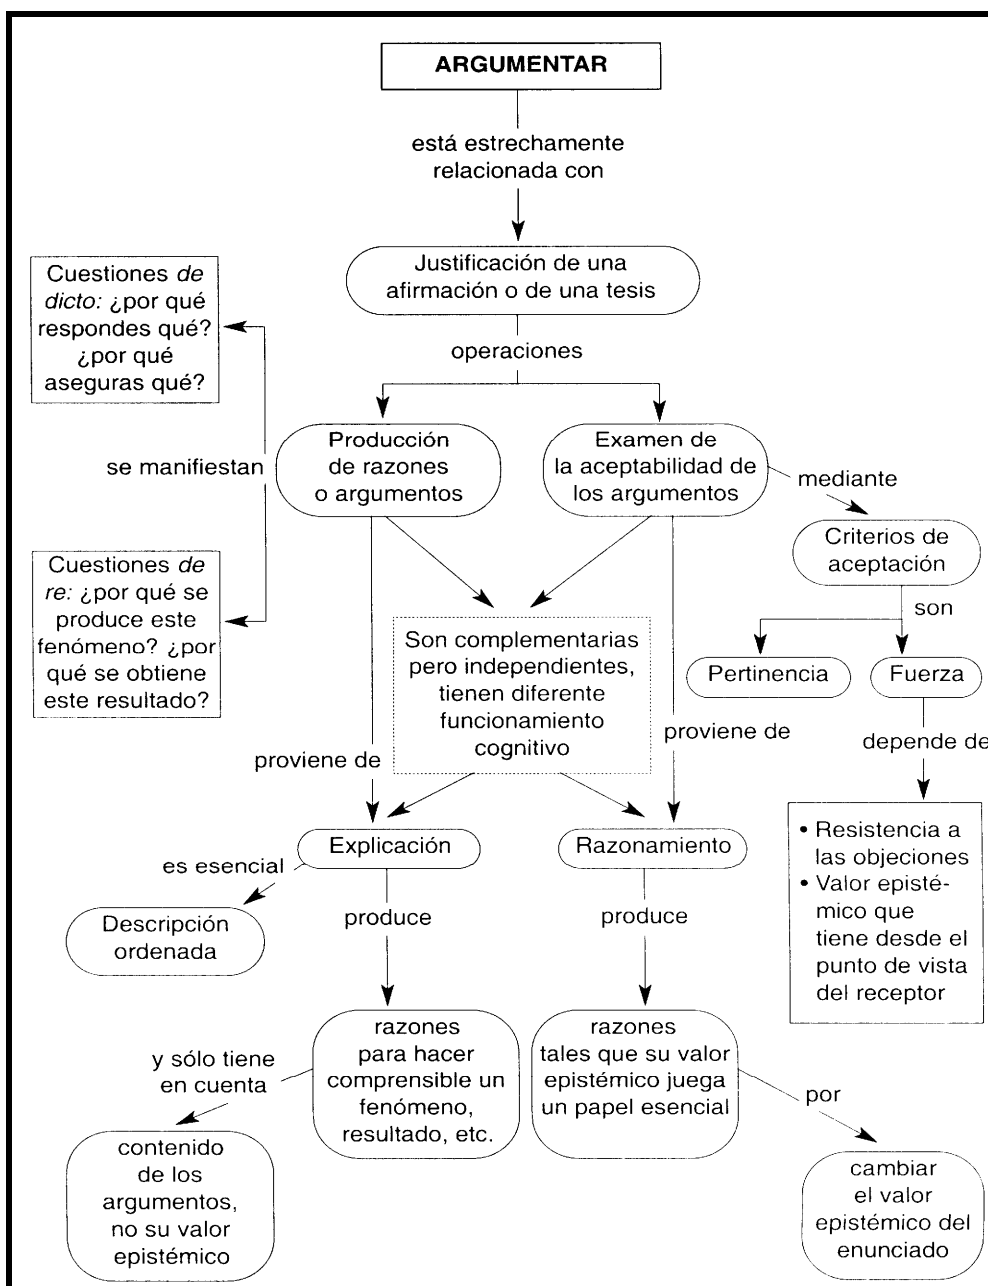 ARGUMENTAR
está estrechamente
relacionada con
Justificación de una
afirmación o de una tesis
operaciones
Cuestiones de
dicto: ¿por qué
respondes qué?
¿por qué
aseguras qué?
se manifiestan
Cuestiones de
re: ¿por qué se
produce este
fenómeno? ¿por
qué se obtiene
este resultado?
Producción
de razones
o argumentos
Examen de
la aceptabilidad de
los argumentos
mediante
Criterios de
aceptación
son
Pertinencia
Fuerza
depende de
• Resistencia a
las objeciones
• Valor episté-
mico que
tiene desde el
punto de vista
del receptor
Son complementarias
pero independientes,
tienen diferente
funcionamiento
cognitivo
proviene de
proviene de
Explicación
Razonamiento
es esencial
Descripción
ordenada
produce
produce
razones
para hacer
comprensible un
fenómeno,
resultado, etc.
razones
tales que su valor
epistémico juega
un papel esencial
y sólo tiene
en cuenta
contenido
de los
argumentos,
no su valor
epistémico
por
cambiar
el valor
epistémico del
enunciado